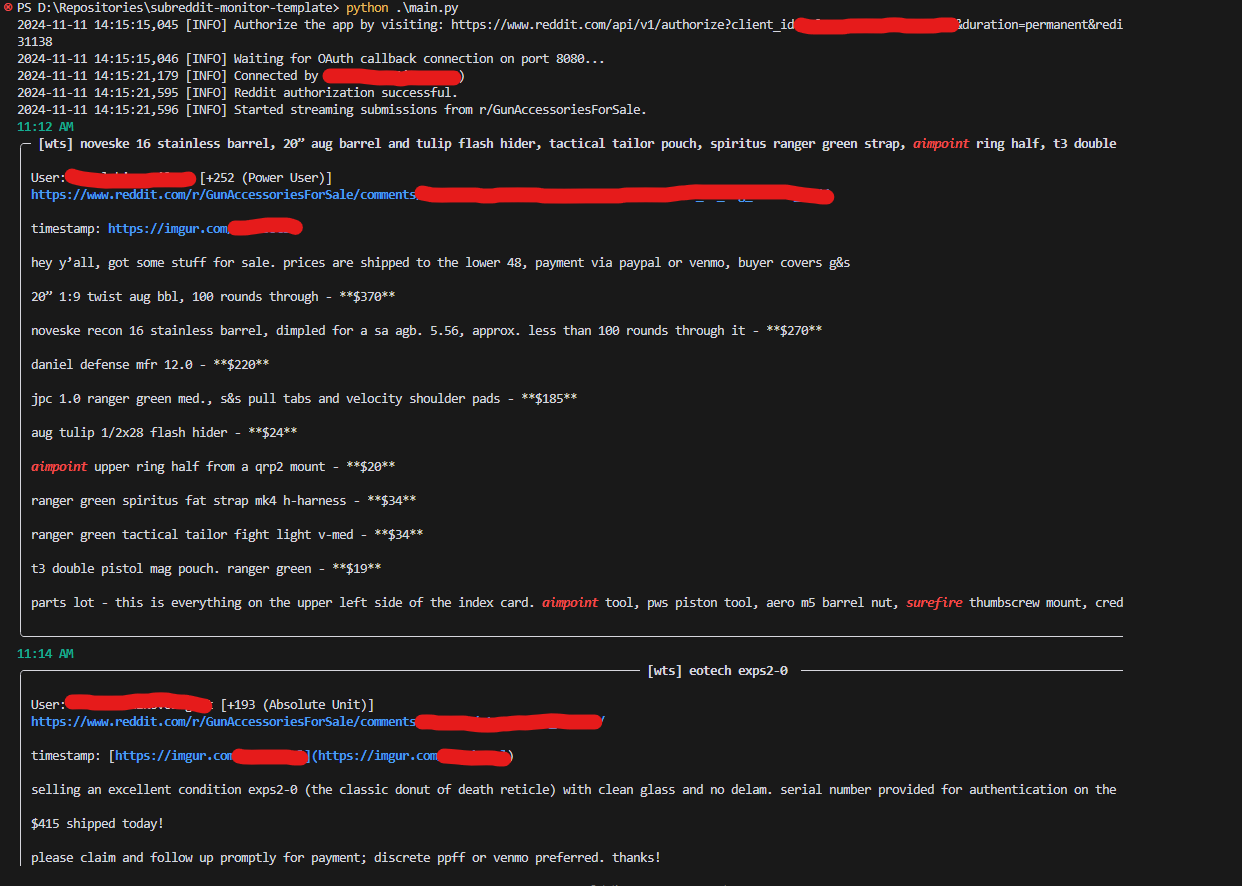 PS D:\Repositories\subreddit-monitor-template> python .\main.py
2024-11-11 14:15:15,045 [INFO] Authorize the app by visiting: https://www.reddit.com/api/v1/authorize?client_id &duration=permanent&redi
31138
2024-11-11 14:15:15,046 [INFO] Waiting for OAuth callback connection on port 8080...
2024-11-11 14:15:21,179 [INFO] Connected by )
2024-11-11 14:15:21,595 [INFO] Reddit authorization successful.
2024-11-11 14:15:21,596 [INFO] Started streaming submissions from r/GunAccessoriesForSale.
11:12 AM
[wts] noveske 16 stainless barrel, 20” aug barrel and tulip flash hider, tactical tailor pouch, spiritus ranger green strap, aimpoint ring half, t3 double
User: [+252 (Power User)]
https://www.reddit.com/r/GunAccessoriesForSale/comments
timestamp: https://imgur.com
hey y’all, got some stuff for sale. prices are shipped to the lower 48, payment via paypal or venmo, buyer covers g&s
20” 1:9 twist aug bbl, 100 rounds through - **$370**
noveske recon 16 stainless barrel, dimpled for a sa agb. 5.56, approx. less than 100 rounds through it - **$270**
daniel defense mfr 12.0 - **$220**
jpc 1.0 ranger green med., s&s pull tabs and velocity shoulder pads - **$185**
aug tulip 1/2x28 flash hider - **$24**
aimpoint upper ring half from a qrp2 mount - **$20**
ranger green spiritus fat strap mk4 h-harness - **$34**
ranger green tactical tailor fight light v-med - **$34**
t3 double pistol mag pouch. ranger green - **$19**
parts lot - this is everything on the upper left side of the index card. aimpoint tool, pws piston tool, aero m5 barrel nut, surefire thumbscrew mount, cred
11:14 AM
[wts] eotech exps2-0
User: [+193 (Absolute Unit)]
https://www.reddit.com/r/GunAccessoriesForSale/comments /
timestamp: [https://imgur.com ](https://imgur.com )
selling an excellent condition exps2-0 (the classic donut of death reticle) with clean glass and no delam. serial number provided for authentication on the
$415 shipped today!
please claim and follow up promptly for payment; discrete ppff or venmo preferred. thanks!